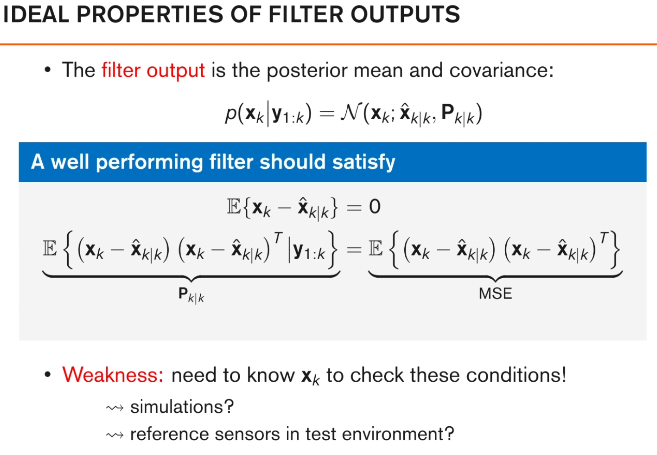 IDEAL PROPERTIES OF FILTER OUTPUTS
• The filter output is the posterior mean and covariance:
p(x_k|y_{1:k}) = 𝒩(x_k; x̂_{k|k}, P_{k|k})
A well performing filter should satisfy
𝔼{x_k − x̂_{k|k}} = 0
𝔼{(x_k − x̂_{k|k}) (x_k − x̂_{k|k})^T |y_{1:k}} = 𝔼{(x_k − x̂_{k|k}) (x_k − x̂_{k|k})^T}
P_{k|k} MSE
• Weakness: need to know x_k to check these conditions!
⇝ simulations?
⇝ reference sensors in test environment?